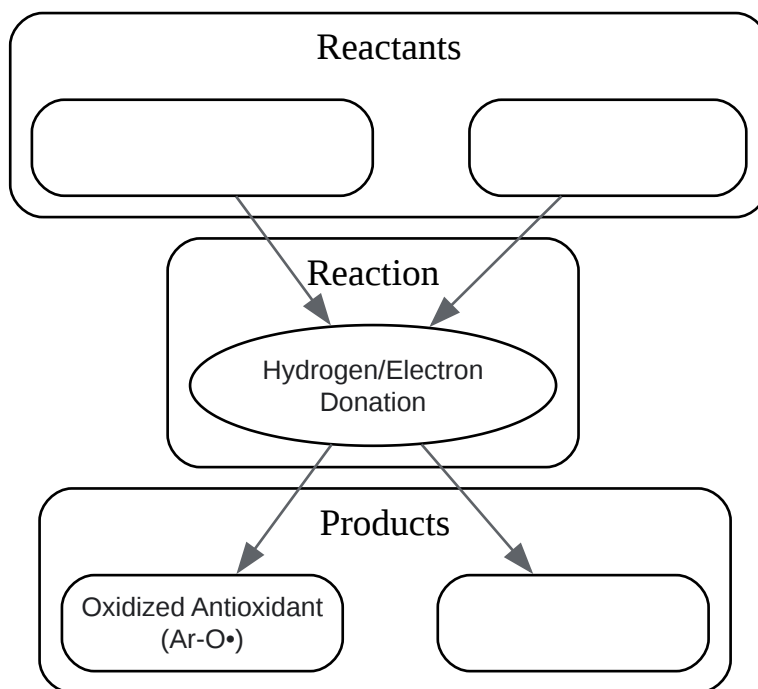 Reactants
Reaction
Hydrogen/Electron
Donation
Products
Oxidized Antioxidant
(Ar-O•)